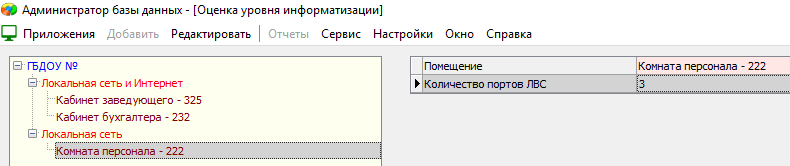 Администратор базы данных - [Оценка уровня информатизации]
Приложения Добавить Редактировать Отчеты Сервис Настройки Окно Справка
ГБДОУ №
Локальная сеть и Интернет
Кабинет заведующего - 325
Кабинет бухгалтера - 232
Локальная сеть
Комната персонала - 222
Помещение Комната персонала - 222
Количество портов ЛВС 3